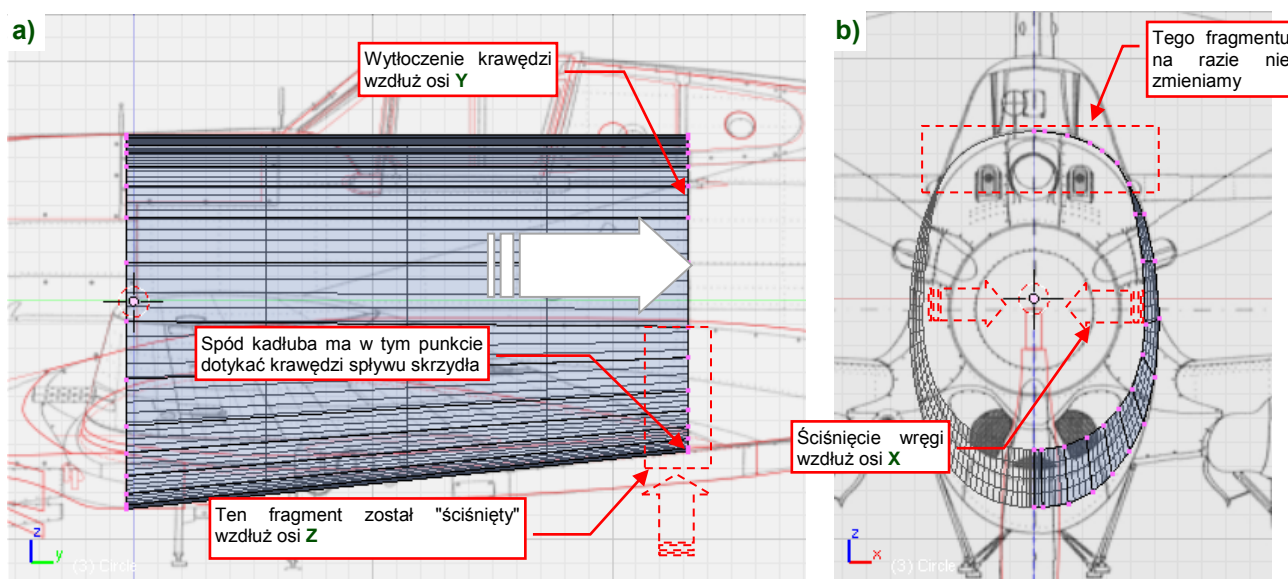 a)
Wytłoczenie krawędzi
wzdłuż osi Y
Spód kadłuba ma w tym punkcie
dotykać krawędzi spływu skrzydła
Ten fragment został "ściśnięty"
wzdłuż osi Z
z
y
(3) Circle
b)
Tego fragmentu
na razie nie
zmieniamy
Ściśnięcie wręgi
wzdłuż osi X
z
x
(3) Circle